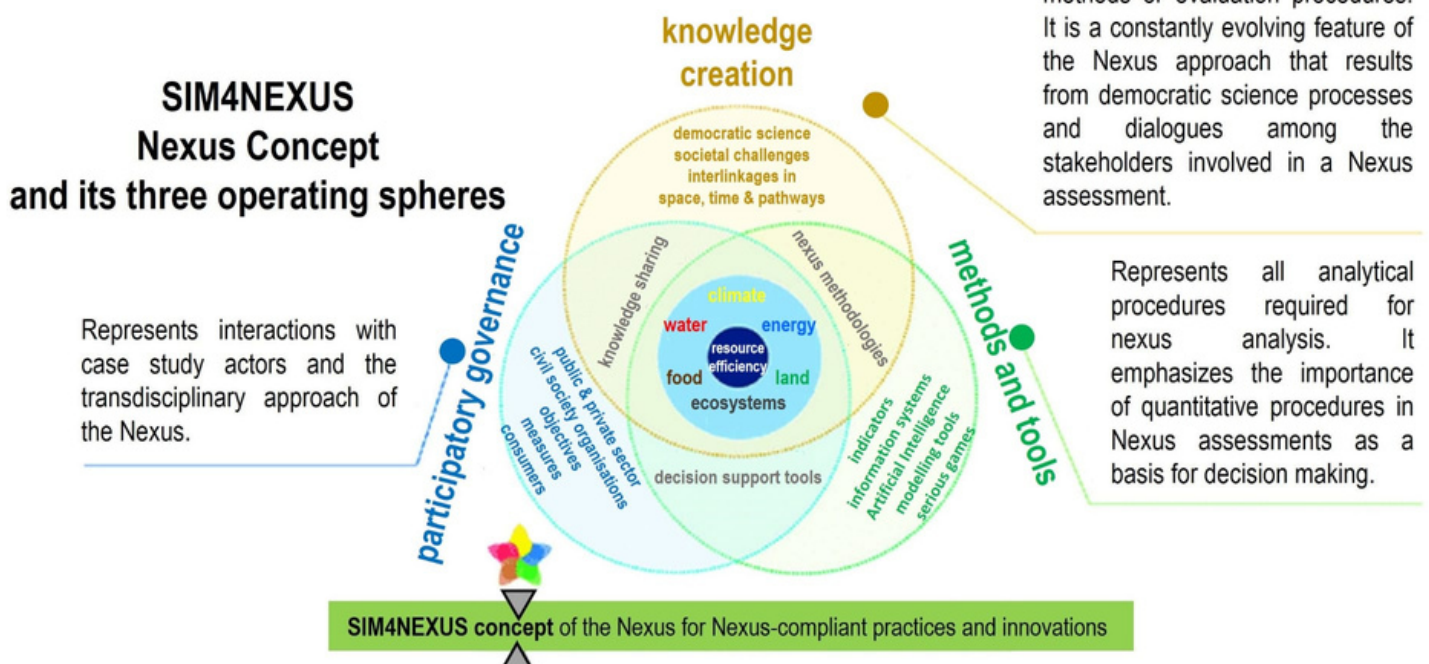 methods or evaluation procedures.
It is a constantly evolving feature of
the Nexus approach that results
from democratic science processes
and dialogues among the
stakeholders involved in a Nexus
assessment.
knowledge
creation
SIM4NEXUS
Nexus Concept
and its three operating spheres
democratic science
societal challenges
interlinkages in
space, time & pathways
participatory governance
knowledge sharing
nexus methodologies
methods and tools
Represents interactions with
case study actors and the
transdisciplinary approach of
the Nexus.
climate
water
energy
resource
efficiency
food
land
ecosystems
public & private sector
civil society organisations
objectives
measures
consumers
decision support tools
indicators
information systems
Artificial Intelligence
modelling tools
serious games
Represents all analytical
procedures required for
nexus analysis. It
emphasizes the importance
of quantitative procedures in
Nexus assessments as a
basis for decision making.
SIM4NEXUS concept of the Nexus for Nexus-compliant practices and innovations